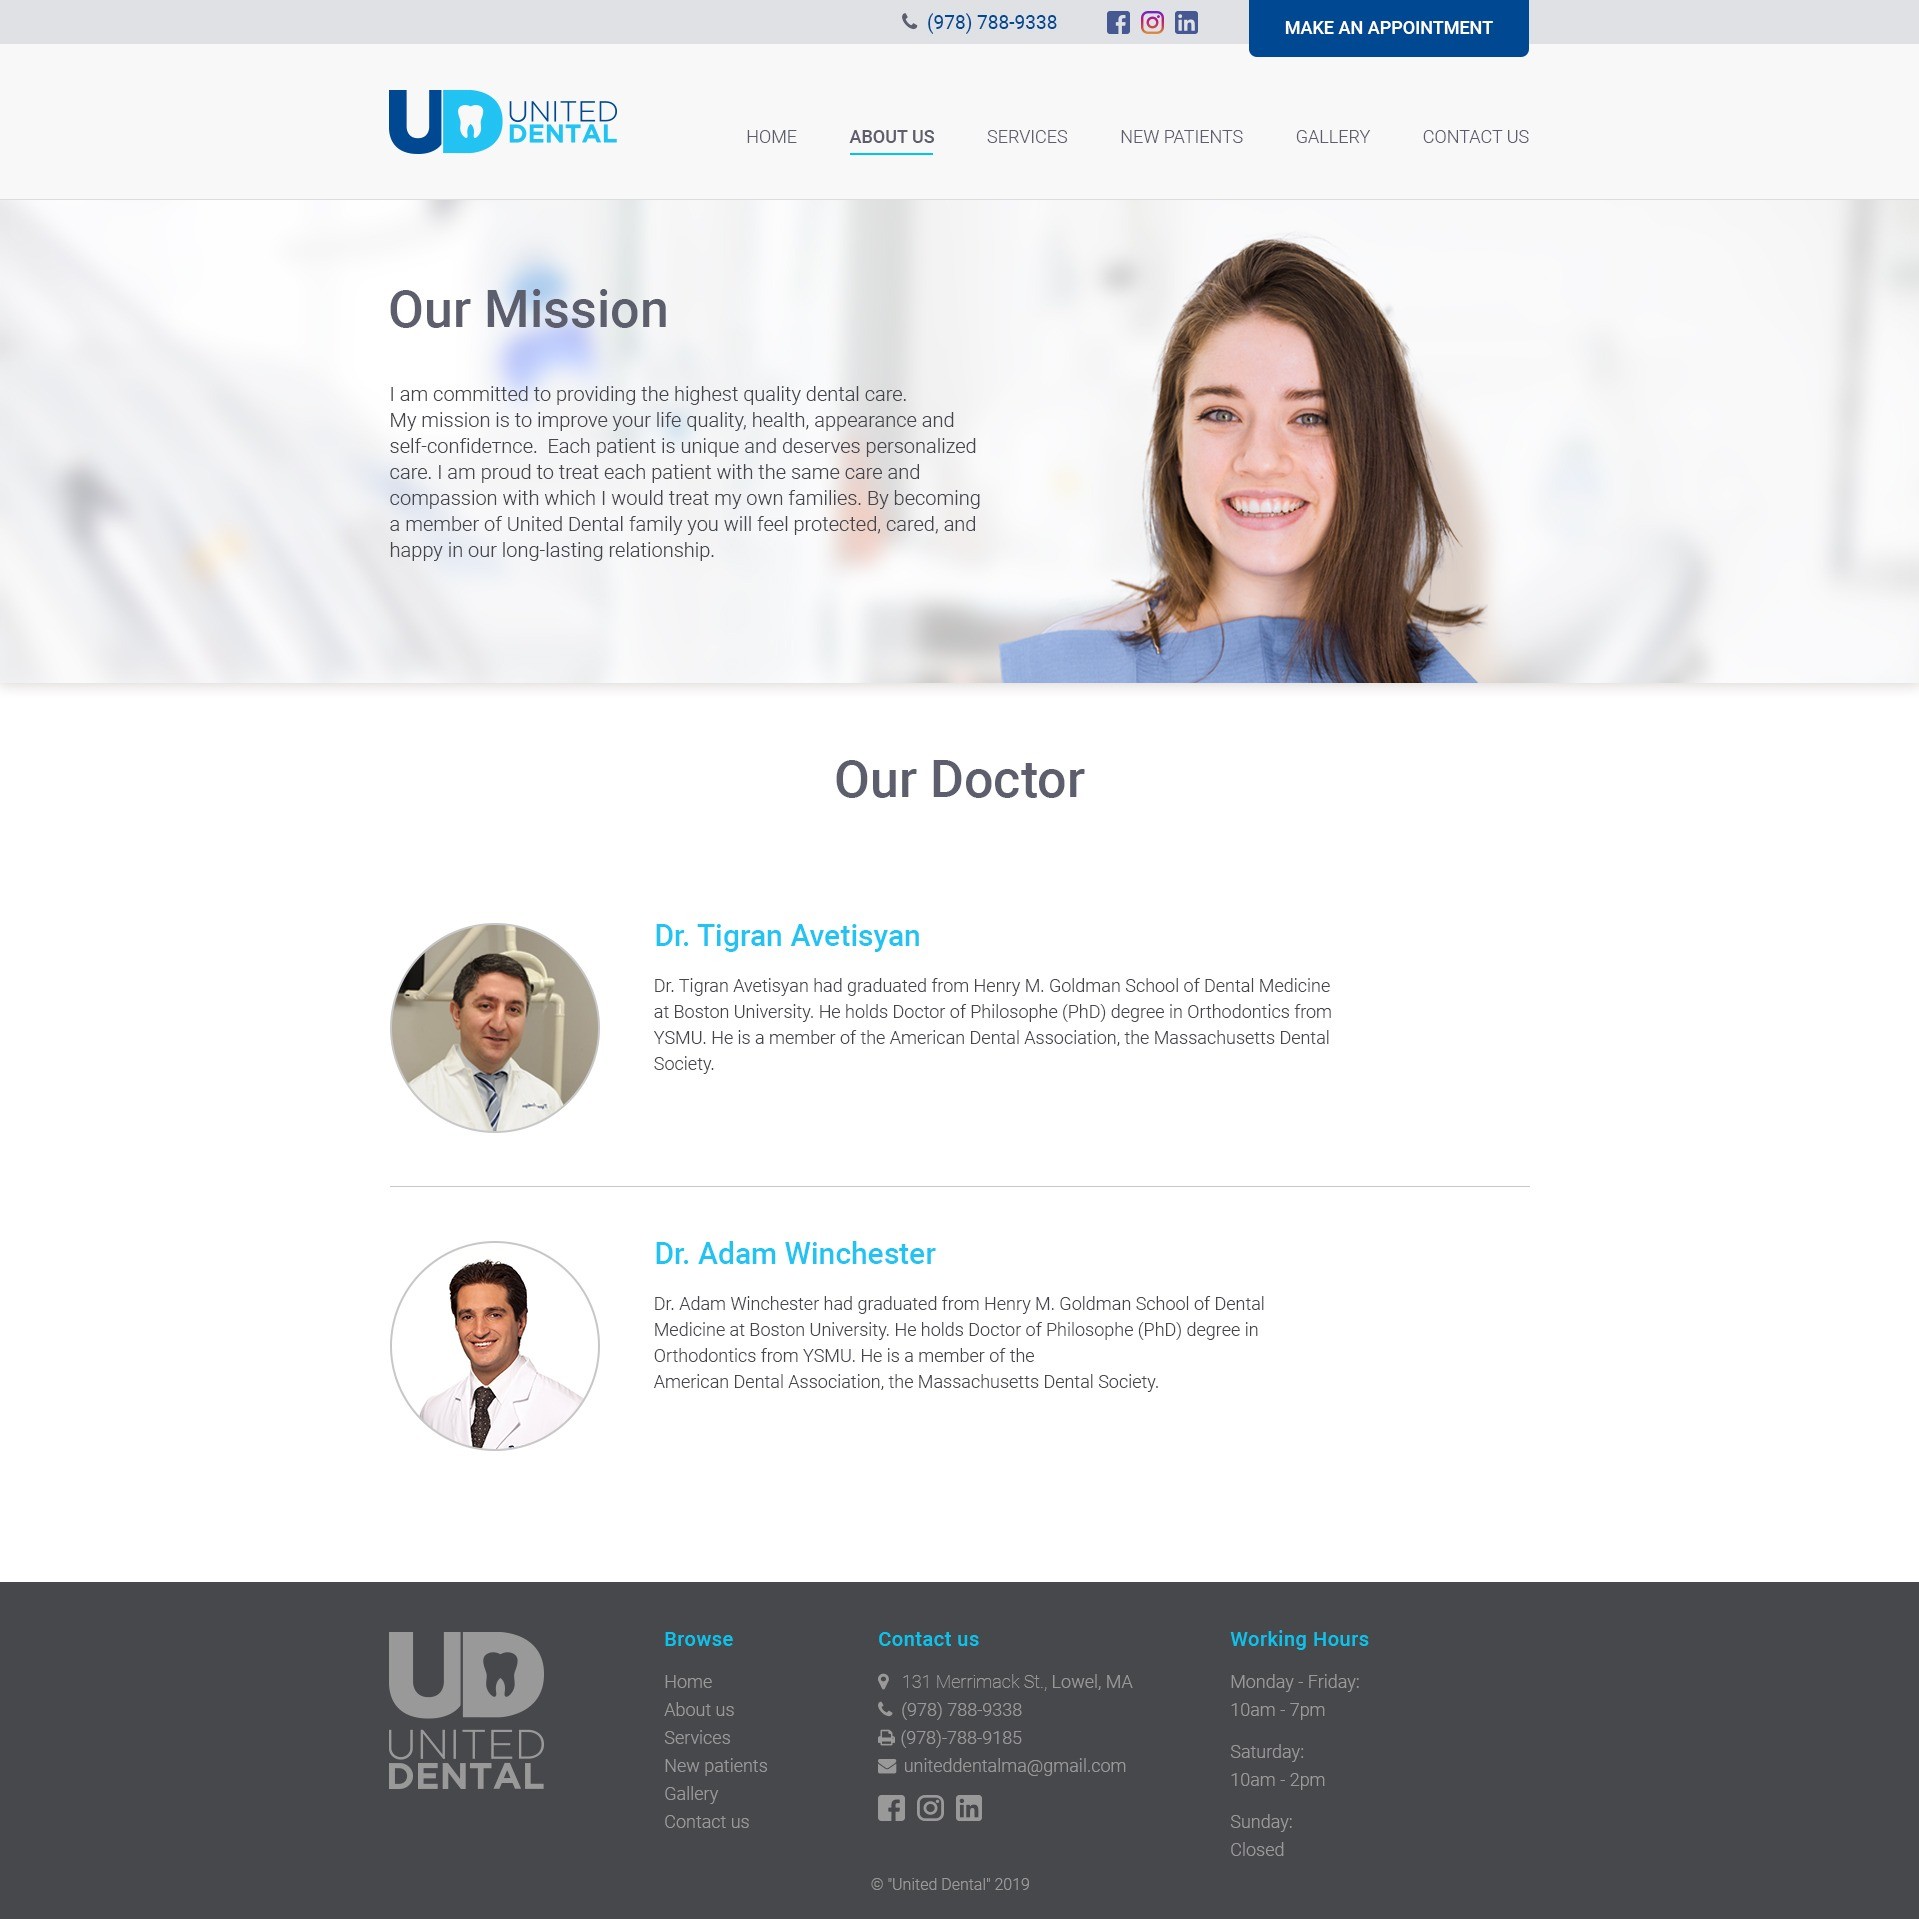 (978) 788-9338
MAKE AN APPOINTMENT
UD UNITED
DENTAL
HOME ABOUT US SERVICES NEW PATIENTS GALLERY CONTACT US
Our Mission
I am committed to providing the highest quality dental care.
My mission is to improve your life quality, health, appearance and
self-confideтnce.  Each patient is unique and deserves personalized
care. I am proud to treat each patient with the same care and
compassion with which I would treat my own families. By becoming
a member of United Dental family you will feel protected, cared, and
happy in our long-lasting relationship.
Our Doctor
Dr. Tigran Avetisyan
Dr. Tigran Avetisyan had graduated from Henry M. Goldman School of Dental Medicine
at Boston University. He holds Doctor of Philosophe (PhD) degree in Orthodontics from
YSMU. He is a member of the American Dental Association, the Massachusetts Dental
Society.
Dr. Adam Winchester
Dr. Adam Winchester had graduated from Henry M. Goldman School of Dental
Medicine at Boston University. He holds Doctor of Philosophe (PhD) degree in
Orthodontics from YSMU. He is a member of the
American Dental Association, the Massachusetts Dental Society.
UD
UNITED
DENTAL
Browse
Home
About us
Services
New patients
Gallery
Contact us
Contact us
131 Merrimack St., Lowel, MA
(978) 788-9338
(978)-788-9185
uniteddentalma@gmail.com
Working Hours
Monday - Friday:
10am - 7pm
Saturday:
10am - 2pm
Sunday:
Closed
© "United Dental" 2019